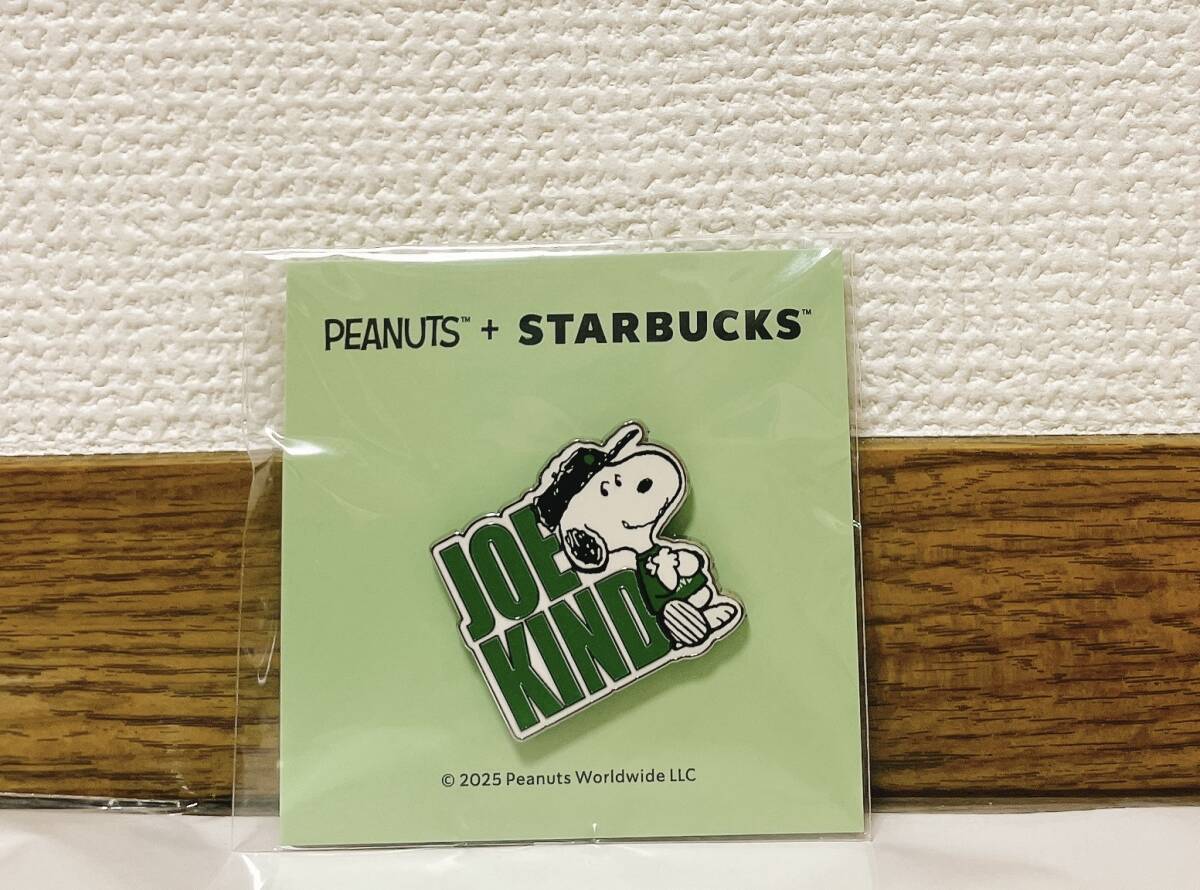 PEANUTS™ + STARBUCKS™
JOE
KIND
© 2025 Peanuts Worldwide LLC